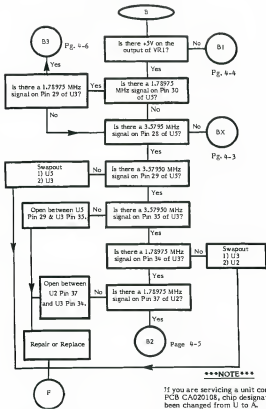 B
B3
Pg. 4-6
Is there +5V on the
output of VR1?
No
B1
Pg. 4-4
Yes
Yes
Is there a 1.78975 MHz
signal on Pin 29 of U3?
Yes
Is there a 1.78975
MHz signal on Pin 30
of U5?
No
No
Is there a 3.5795 MHz
signal on Pin 28 of U5?
No
BX
Pg. 4-3
Yes
Swapout
1) U5
2) U3
No
Is there a 3.57950 MHz
signal on Pin 29 of U5?
Yes
Open between U5
Pin 29 & U3 Pin 35.
No
Is there a 3.57950 MHz
signal on Pin 35 of U3?
Yes
Is there a 1.78975 MHz
signal on Pin 34 of U3?
No
Swapout
1) U3
2) U2
Yes
Open between
U2 Pin 37
and U3 Pin 34.
No
Is there a 1.78975 MHz
signal on Pin 37 of U2?
Yes
Repair or Replace
B2
Page 4-5
F
***NOTE***
If you are servicing a unit con
PCB CA020108, chip designat
been changed from U to A.